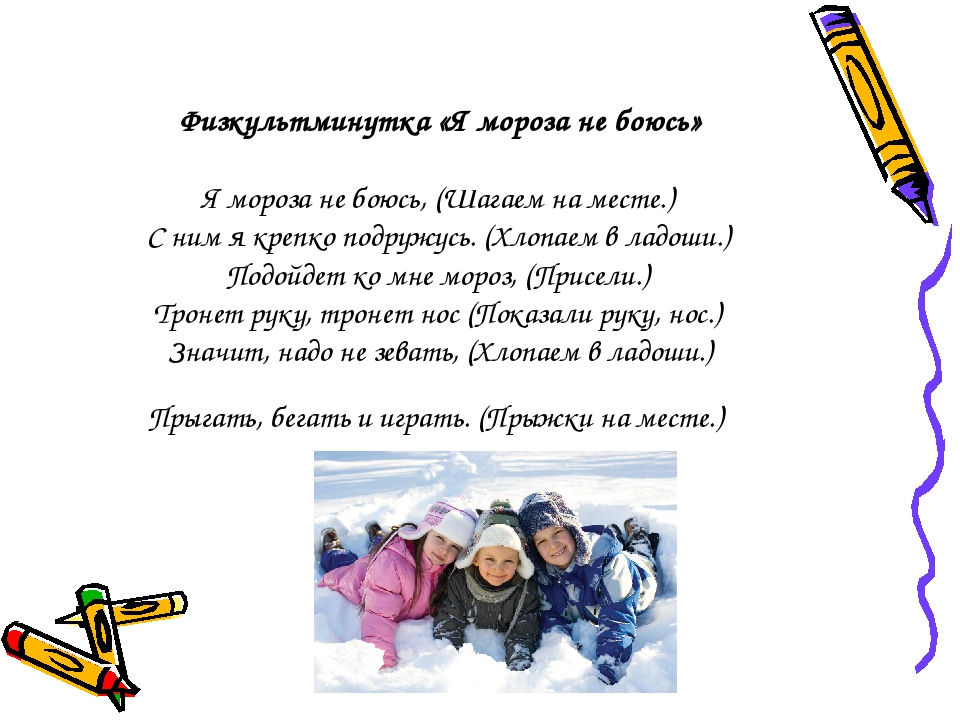 Физкультминутка «Я мороза не боюсь»
Я мороза не боюсь, (Шагаем на месте.)
С ним я крепко подружусь. (Хлопаем в ладоши.)
Подойдет ко мне мороз, (Присели.)
Тронет руку, тронет нос (Показали руку, нос.)
Значит, надо не зевать, (Хлопаем в ладоши.)
Прыгать, бегать и играть. (Прыжки на месте.)